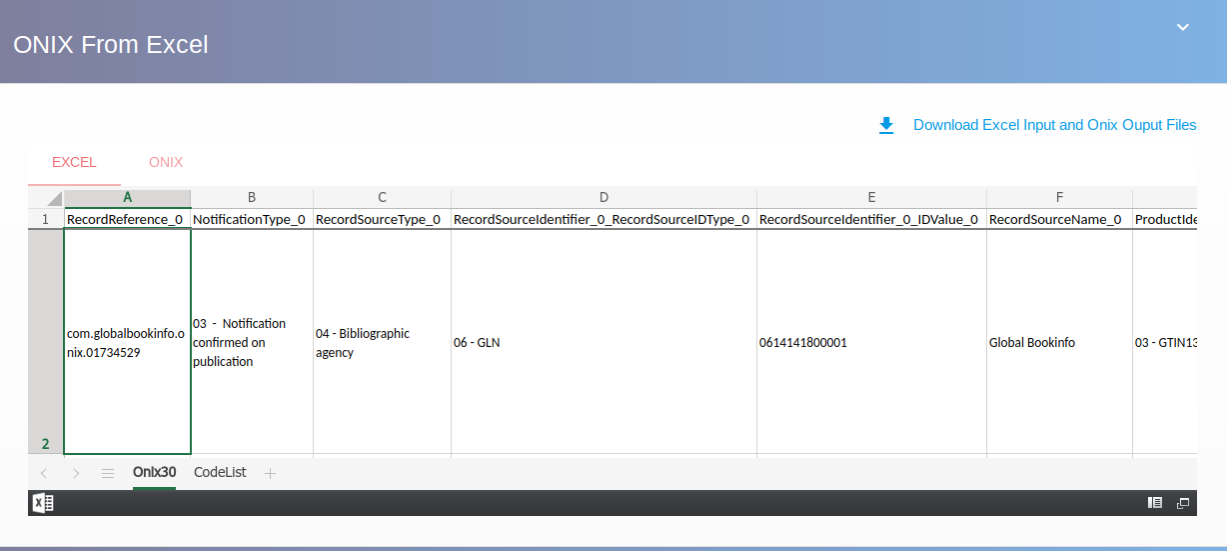 ONIX From Excel
Download Excel Input and Onix Ouput Files
EXCEL ONIX
A B C D E F
1 RecordReference_0 NotificationType_0 RecordSourceType_0 RecordSourceIdentifier_0_RecordSourceIDType_0 RecordSourceIdentifier_0_IDValue_0 RecordSourceName_0 ProductIde
com.globalbookinfo.o
nix.01734529
03 - Notification
confirmed on
publication
04 - Bibliographic
agency
06 - GLN
0614141800001
Global Bookinfo
03 - GTIN13
2
Onix30 CodeList